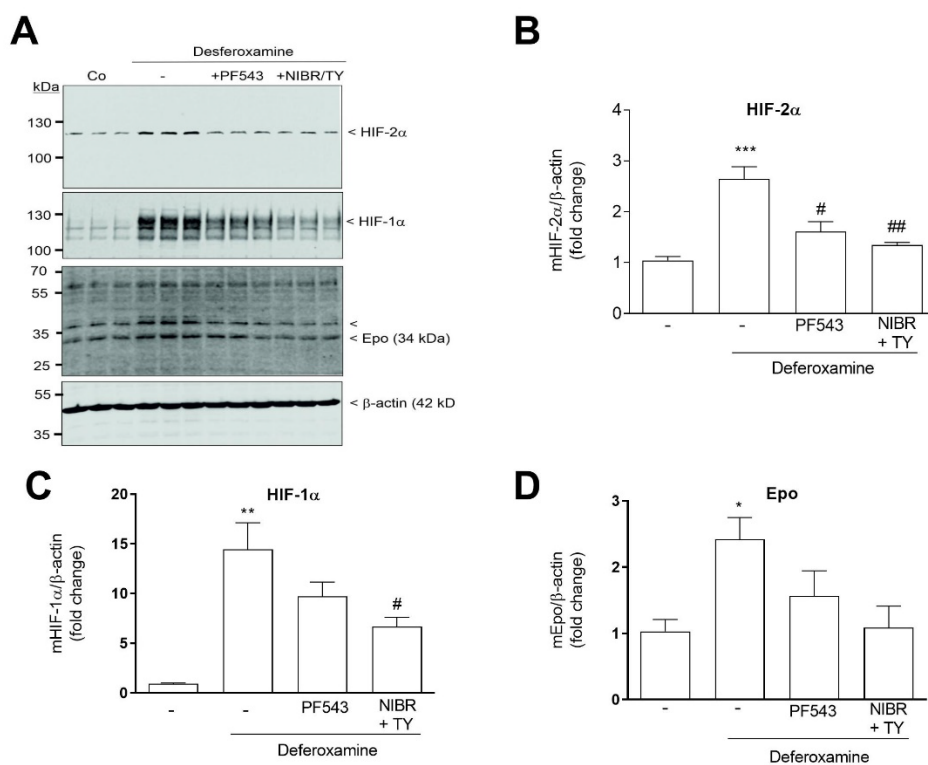 A
Desferoxamine
Co - +PF543 +NIBR/TY
kDa
130
100
< HIF-2α
130
100
< HIF-1α
70
55
35
25
<
< Epo (34 kDa)
55
35
< β-actin (42 kD
B
HIF-2α
mHIF-2α/β-actin
(fold change)
4
3
2
1
0
***
#
##
- - PF543 NIBR
+ TY
Deferoxamine
C
HIF-1α
mHIF-1α/β-actin
(fold change)
20
15
10
5
0
**
#
- - PF543 NIBR
+ TY
Deferoxamine
D
Epo
mEpo/β-actin
(fold change)
3
2
1
0
*
- - PF543 NIBR
+ TY
Deferoxamine